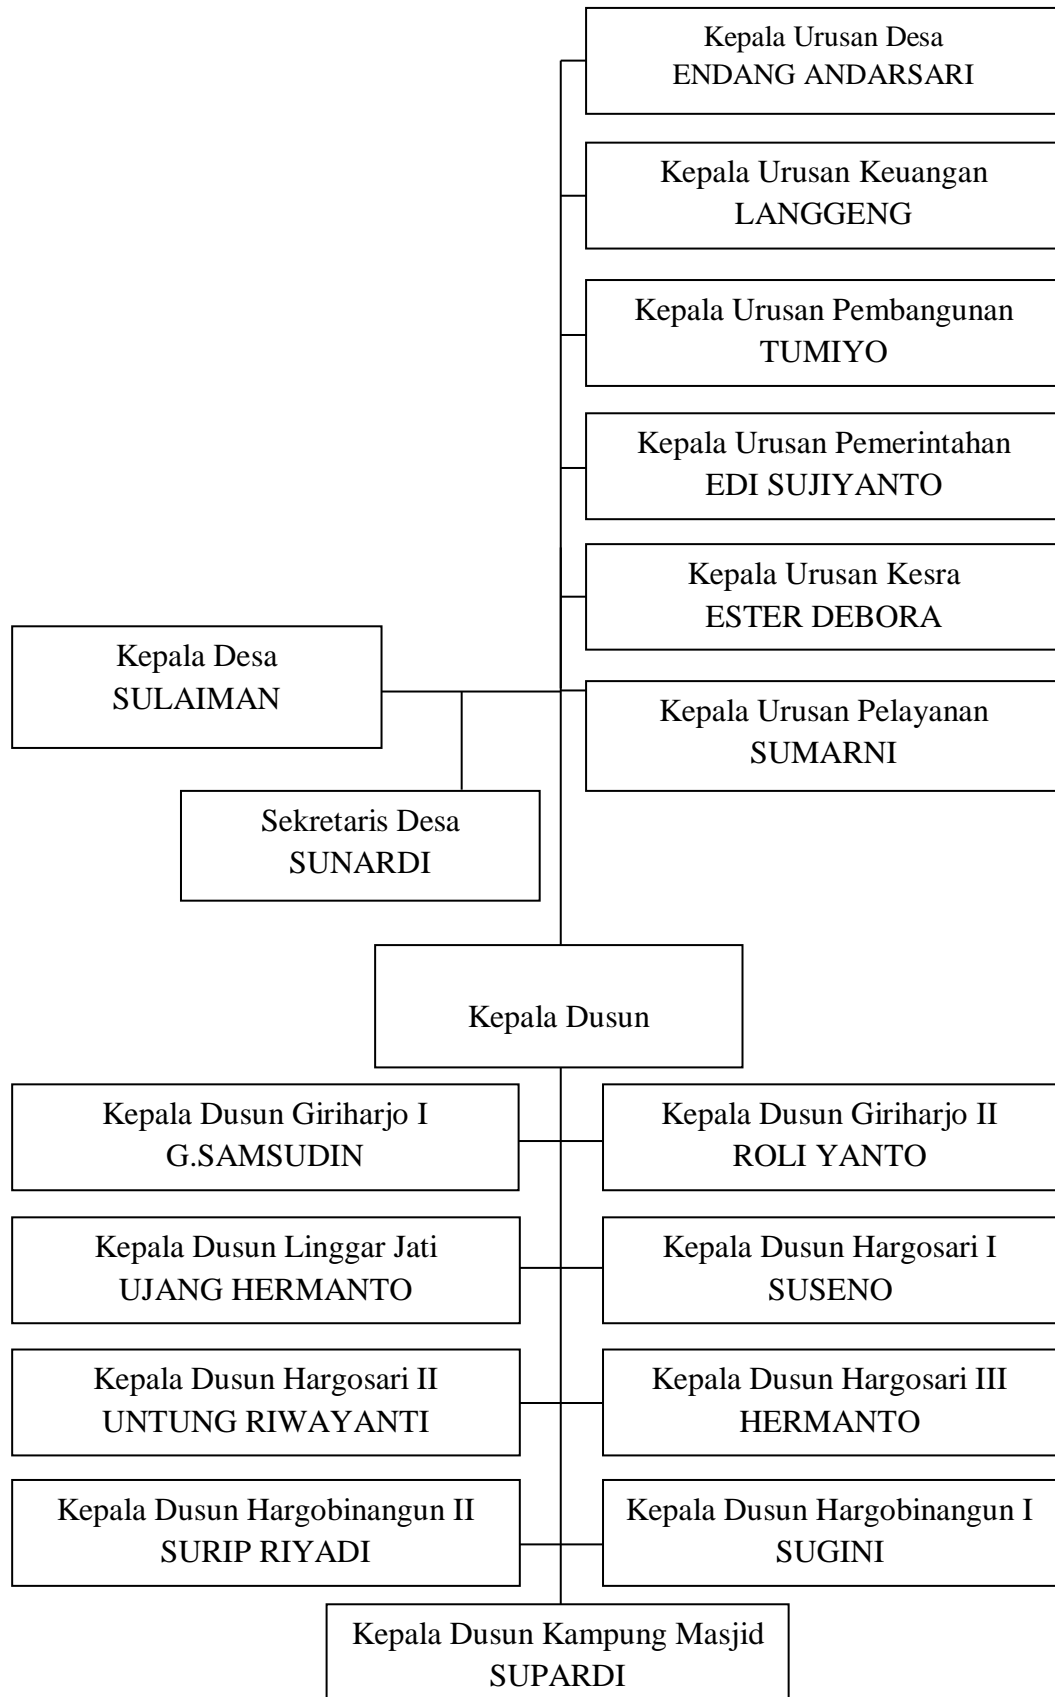 Kepala Urusan Desa
ENDANG ANDARSARI
Kepala Urusan Keuangan
LANGGENG
Kepala Urusan Pembangunan
TUMIYO
Kepala Urusan Pemerintahan
EDI SUJIYANTO
Kepala Urusan Kesra
ESTER DEBORA
Kepala Desa
SULAIMAN
Kepala Urusan Pelayanan
SUMARNI
Sekretaris Desa
SUNARDI
Kepala Dusun
Kepala Dusun Giriharjo I
G.SAMSUDIN
Kepala Dusun Giriharjo II
ROLI YANTO
Kepala Dusun Linggar Jati
UJANG HERMANTO
Kepala Dusun Hargosari I
SUSENO
Kepala Dusun Hargosari II
UNTUNG RIWAYANTI
Kepala Dusun Hargosari III
HERMANTO
Kepala Dusun Hargobinangun II
SURIP RIYADI
Kepala Dusun Hargobinangun I
SUGINI
Kepala Dusun Kampung Masjid
SUPARDI